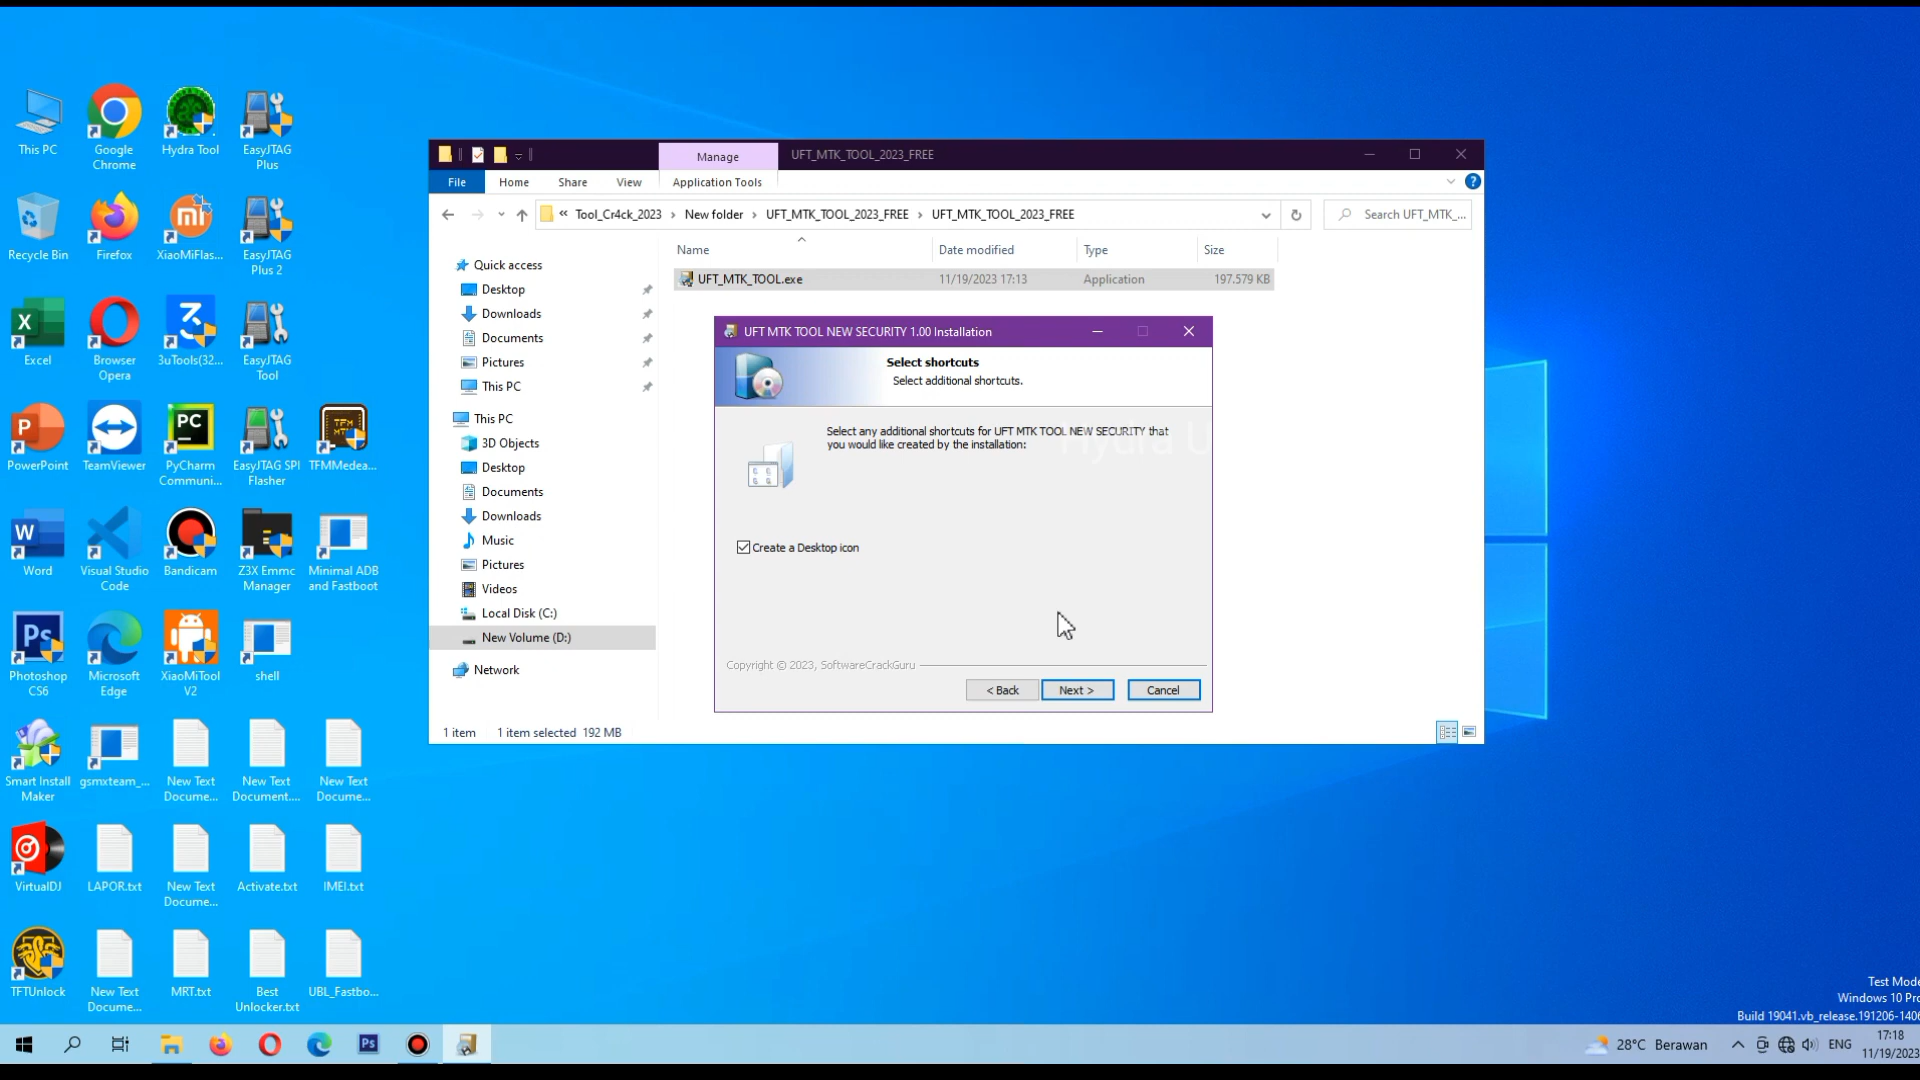 This PC
Google
Chrome
Hydra Tool
EasyJTAG
Plus
Recycle Bin
Firefox
XiaoMiFlas...
EasyJTAG
Plus 2
Excel
Browser
Opera
3uTools(32...
EasyJTAG
Tool
PowerPoint
TeamViewer
PyCharm
Communi...
EasyJTAG SPI
Flasher
TFMMedea...
Word
Visual Studio
Code
Bandicam
Z3X Emmc
Manager
Minimal ADB
and Fastboot
Photoshop
CS6
Microsoft
Edge
XiaoMiTool
V2
shell
Smart Install
Maker
gsmxteam_...
New Text
Docume...
New Text
Document....
New Text
Docume...
VirtualDJ
LAPOR.txt
New Text
Docume...
Activate.txt
IMEI.txt
TFTUnlock
New Text
Docume...
MRT.txt
Best
Unlocker.txt
UBL_Fastbo...
Manage
UFT_MTK_TOOL_2023_FREE
File
Home
Share
View
Application Tools
« Tool_Cr4ck_2023 › New folder › UFT_MTK_TOOL_2023_FREE › UFT_MTK_TOOL_2023_FREE
Search UFT_MTK_...
Name
Date modified
Type
Size
UFT_MTK_TOOL.exe
11/19/2023 17:13
Application
197.579 KB
Quick access
Desktop
Downloads
Documents
Pictures
This PC
This PC
3D Objects
Desktop
Documents
Downloads
Music
Pictures
Videos
Local Disk (C:)
New Volume (D:)
Network
1 item
1 item selected 192 MB
UFT MTK TOOL NEW SECURITY 1.00 Installation
Select shortcuts
Select additional shortcuts.
Select any additional shortcuts for UFT MTK TOOL NEW SECURITY that
you would like created by the installation:
Hydra U
Create a Desktop icon
Copyright © 2023, SoftwareCrackGuru
< Back
Next >
Cancel
Test Mode
Windows 10 Pro
Build 19041.vb_release.191206-1406
28°C Berawan
ENG
17:18
11/19/2023